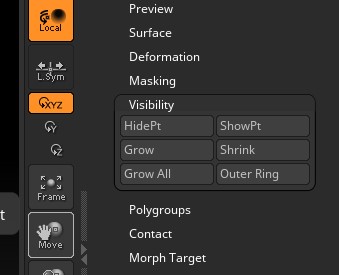 Local
L.Sym
XYZ
Y
Z
Frame
t
Move
Preview
Surface
Deformation
Masking
Visibility
HidePt ShowPt
Grow Shrink
Grow All Outer Ring
Polygroups
Contact
Morph Target